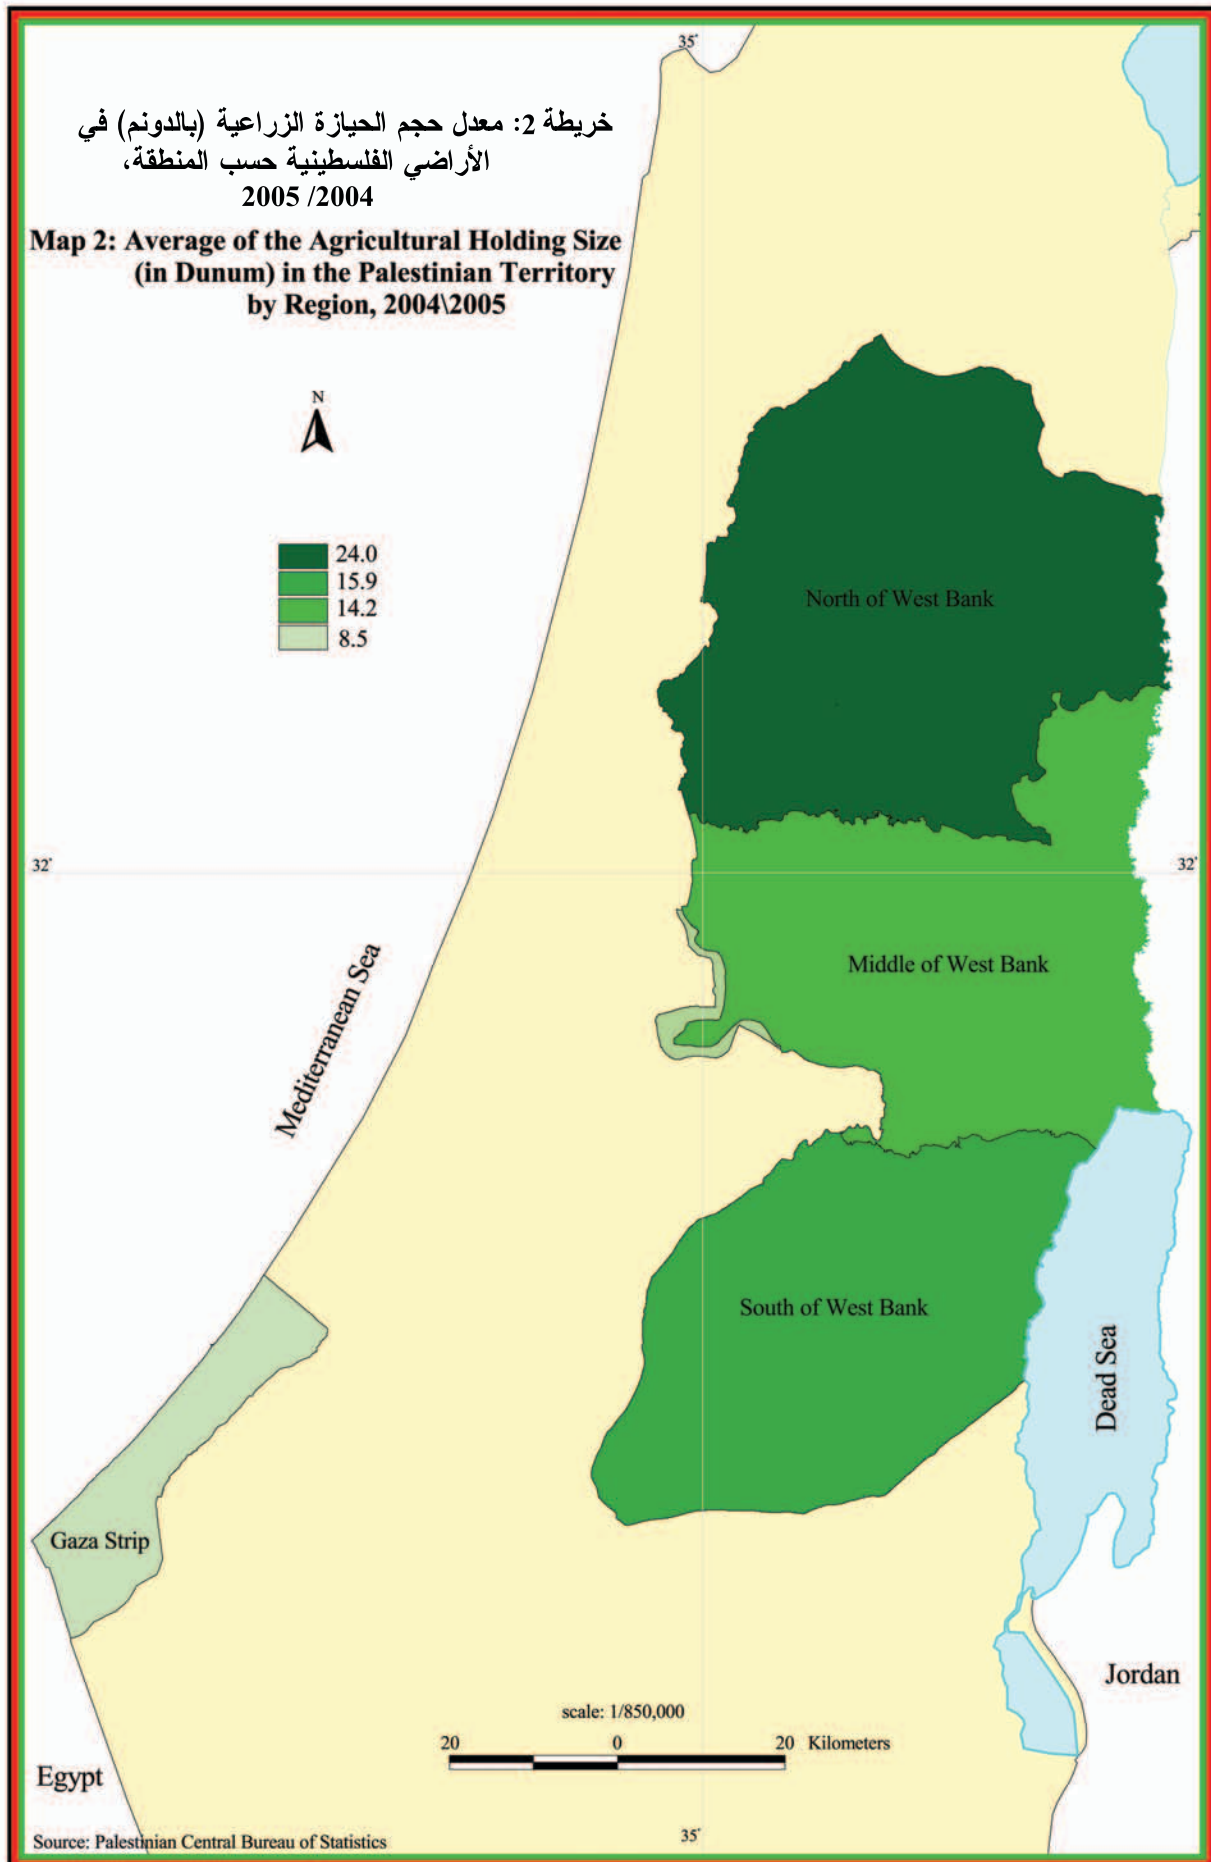 35°
خريطة 2: معدل حجم الحيازة الزراعية (بالدونم) في
الأراضي الفلسطينية حسب المنطقة،
2005 /2004
Map 2: Average of the Agricultural Holding Size
(in Dunum) in the Palestinian Territory
by Region, 2004\2005
N
24.0
15.9
14.2
8.5
North of West Bank
32°
32°
Middle of West Bank
Mediterranean Sea
South of West Bank
Dead Sea
Gaza Strip
Jordan
scale: 1/850,000
20 0 20 Kilometers
Egypt
35°
Source: Palestinian Central Bureau of Statistics